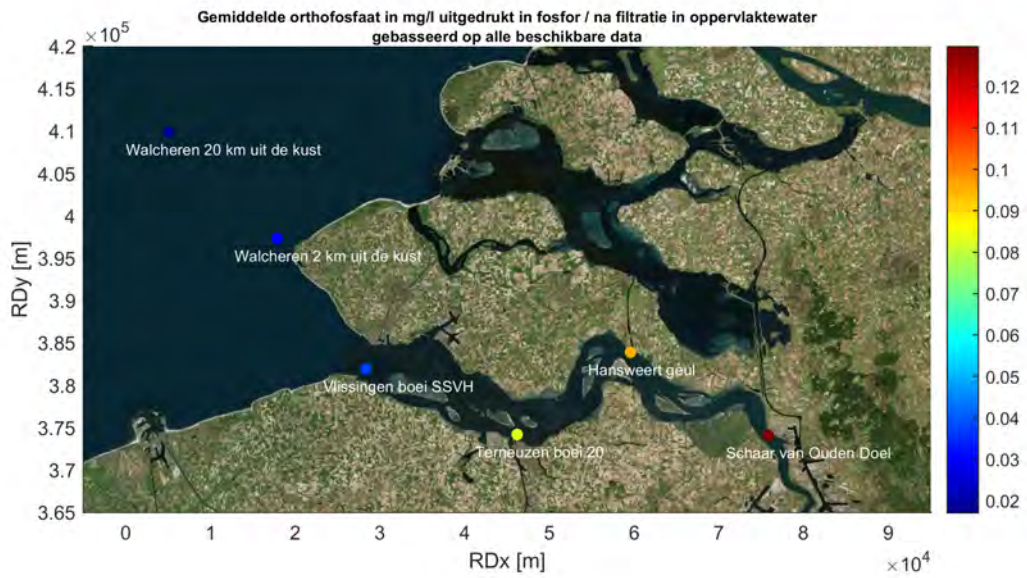 Gemiddelde orthofosfaat in mg/l uitgedrukt in fosfor / na filtratie in oppervlaktewater
gebasseerd op alle beschikbare data
×10⁵
4.2
4.15
4.1
4.05
4
3.95
3.9
3.85
3.8
3.75
3.7
3.65
RDy [m]
Walcheren 20 km uit de kust
Walcheren 2 km uit de kust
Vlissingen boei SSVH
Hansweert geul
Terneuzen boei 20
Schaar van Ouden Doel
0 1 2 3 4 5 6 7 8 9
RDx [m]
×10⁴
0.12
0.11
0.1
0.09
0.08
0.07
0.06
0.05
0.04
0.03
0.02